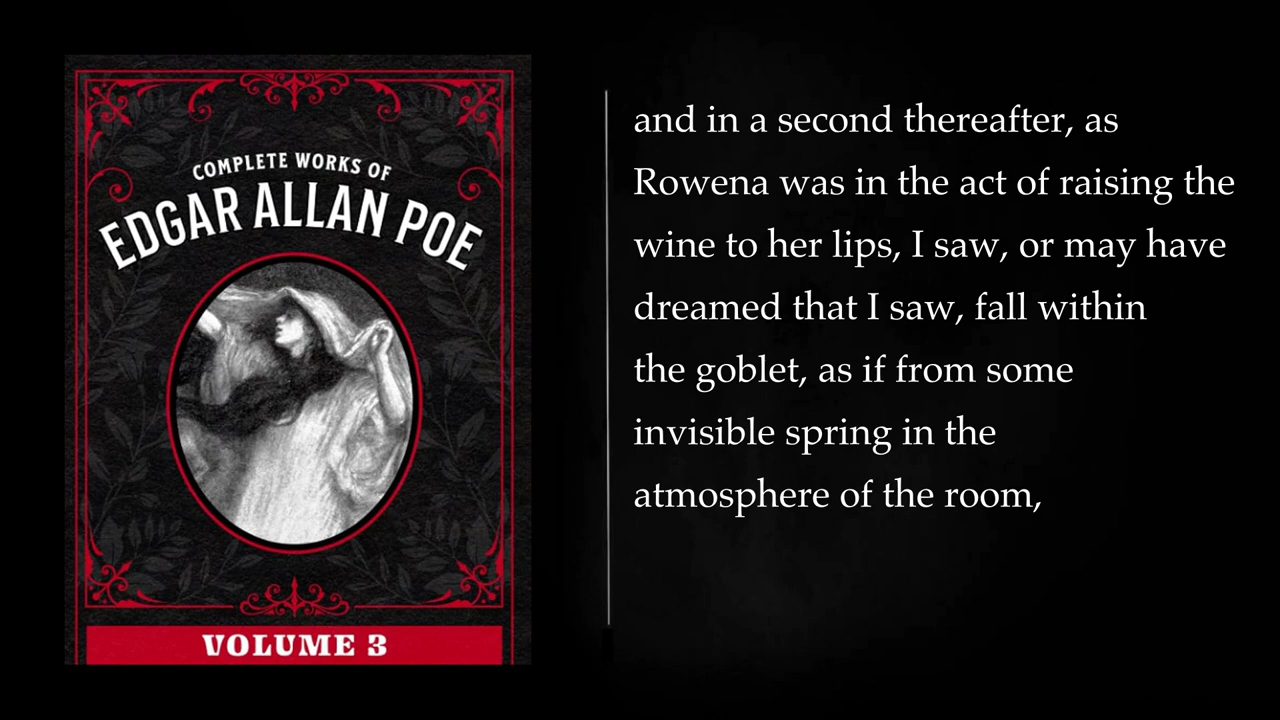 COMPLETE WORKS OF
EDGAR ALLAN POE
VOLUME 3
and in a second thereafter, as
Rowena was in the act of raising the
wine to her lips, I saw, or may have
dreamed that I saw, fall within
the goblet, as if from some
invisible spring in the
atmosphere of the room,